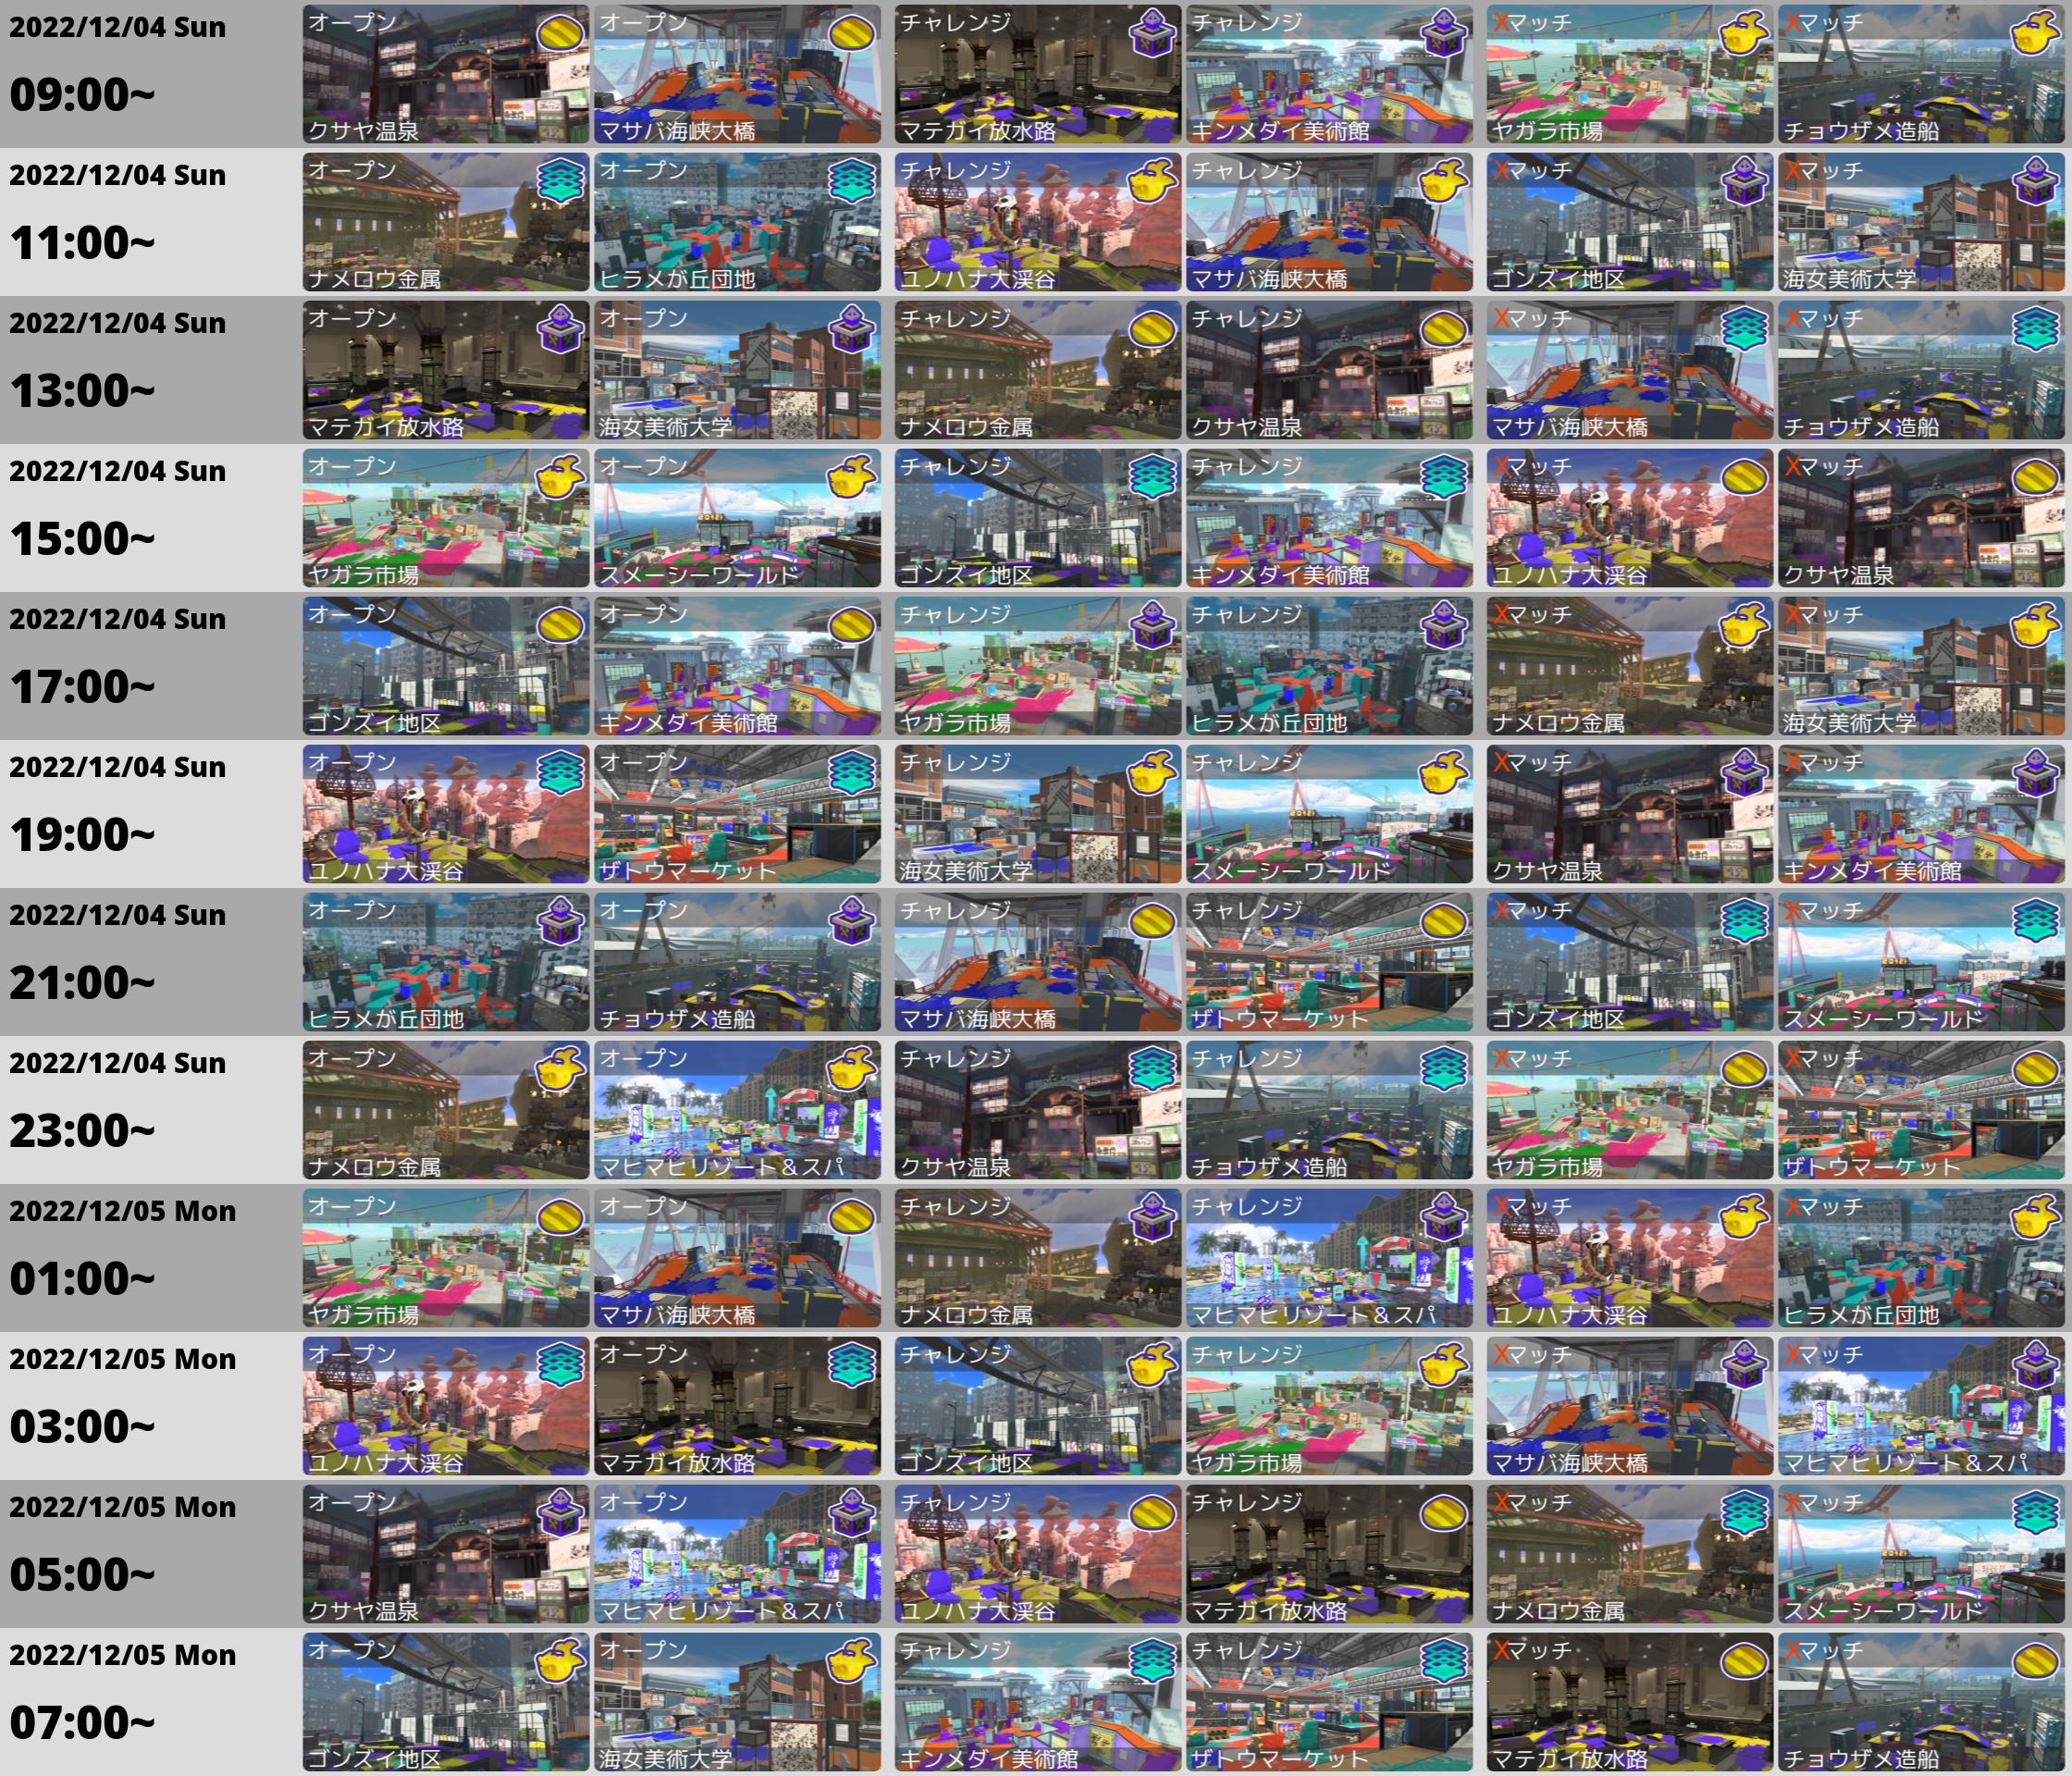 2022/12/04 Sun
09:00~
オープン オープン チャレンジ チャレンジ Xマッチ Xマッチ
クサヤ温泉 マサバ海峡大橋 マテガイ放水路 キンメダイ美術館 ヤガラ市場 チョウザメ造船
2022/12/04 Sun
11:00~
オープン オープン チャレンジ チャレンジ Xマッチ Xマッチ
ナメロウ金属 ヒラメが丘団地 ユノハナ大渓谷 マサバ海峡大橋 ゴンズイ地区 海女美術大学
2022/12/04 Sun
13:00~
オープン オープン チャレンジ チャレンジ Xマッチ Xマッチ
マテガイ放水路 海女美術大学 ナメロウ金属 クサヤ温泉 マサバ海峡大橋 チョウザメ造船
2022/12/04 Sun
15:00~
オープン オープン チャレンジ チャレンジ Xマッチ Xマッチ
ヤガラ市場 スメーシーワールド ゴンズイ地区 キンメダイ美術館 ユノハナ大渓谷 クサヤ温泉
2022/12/04 Sun
17:00~
オープン オープン チャレンジ チャレンジ Xマッチ Xマッチ
ゴンズイ地区 キンメダイ美術館 ヤガラ市場 ヒラメが丘団地 ナメロウ金属 海女美術大学
2022/12/04 Sun
19:00~
オープン オープン チャレンジ チャレンジ Xマッチ Xマッチ
ユノハナ大渓谷 ザトウマーケット 海女美術大学 スメーシーワールド クサヤ温泉 キンメダイ美術館
2022/12/04 Sun
21:00~
オープン オープン チャレンジ チャレンジ Xマッチ Xマッチ
ヒラメが丘団地 チョウザメ造船 マサバ海峡大橋 ザトウマーケット ゴンズイ地区 スメーシーワールド
2022/12/04 Sun
23:00~
オープン オープン チャレンジ チャレンジ Xマッチ Xマッチ
ナメロウ金属 マヒマヒリゾート＆スパ クサヤ温泉 チョウザメ造船 ヤガラ市場 ザトウマーケット
2022/12/05 Mon
01:00~
オープン オープン チャレンジ チャレンジ Xマッチ Xマッチ
ヤガラ市場 マサバ海峡大橋 ナメロウ金属 マヒマヒリゾート＆スパ ユノハナ大渓谷 ヒラメが丘団地
2022/12/05 Mon
03:00~
オープン オープン チャレンジ チャレンジ Xマッチ Xマッチ
ユノハナ大渓谷 マテガイ放水路 ゴンズイ地区 ヤガラ市場 マサバ海峡大橋 マヒマヒリゾート＆スパ
2022/12/05 Mon
05:00~
オープン オープン チャレンジ チャレンジ Xマッチ Xマッチ
クサヤ温泉 マヒマヒリゾート＆スパ ユノハナ大渓谷 マテガイ放水路 ナメロウ金属 スメーシーワールド
2022/12/05 Mon
07:00~
オープン オープン チャレンジ チャレンジ Xマッチ Xマッチ
ゴンズイ地区 海女美術大学 キンメダイ美術館 ザトウマーケット マテガイ放水路 チョウザメ造船